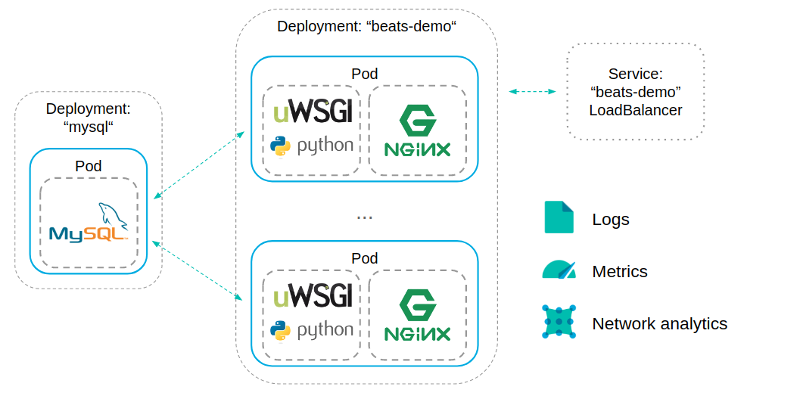 Deployment: “beats-demo“
Pod
uWSGI
python
NGiNX
Service:
“beats-demo”
LoadBalancer
Deployment:
“mysql“
Pod
MySQL
...
Pod
uWSGI
python
NGiNX
Logs
Metrics
Network analytics